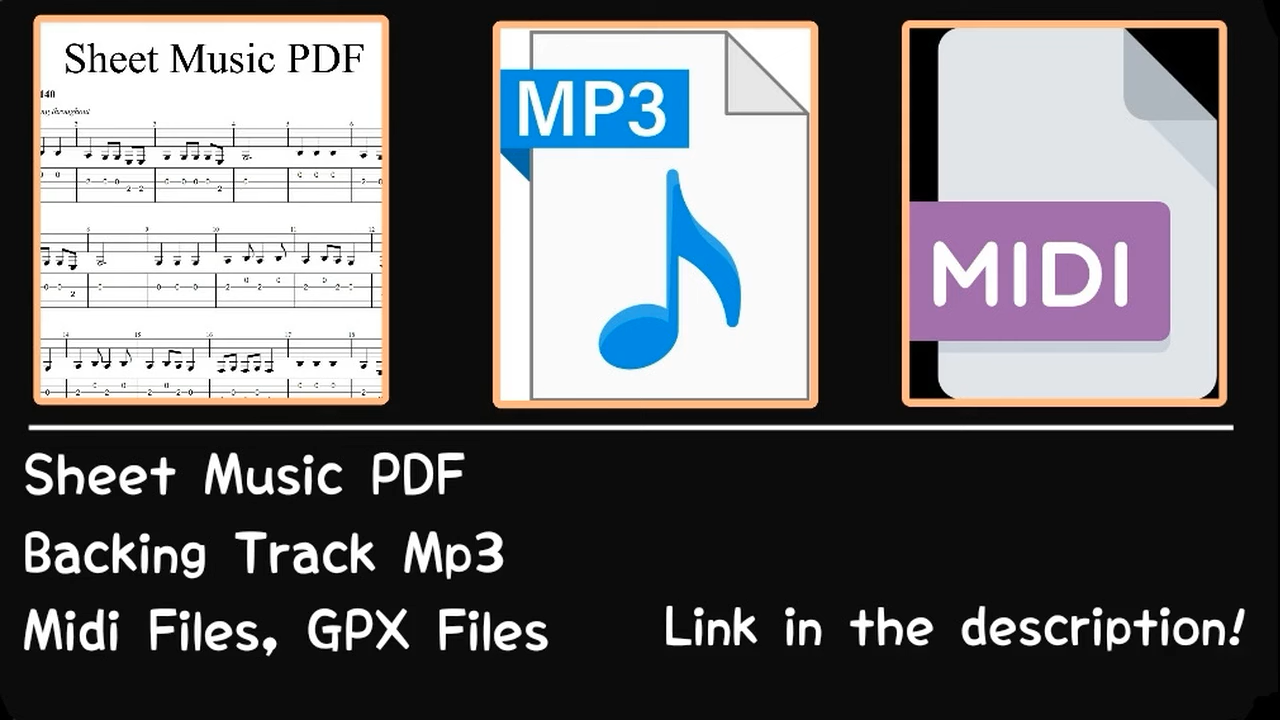 Sheet Music PDF
140
MP3
MIDI
Sheet Music PDF
Backing Track Mp3
Midi Files, GPX Files
Link in the description!